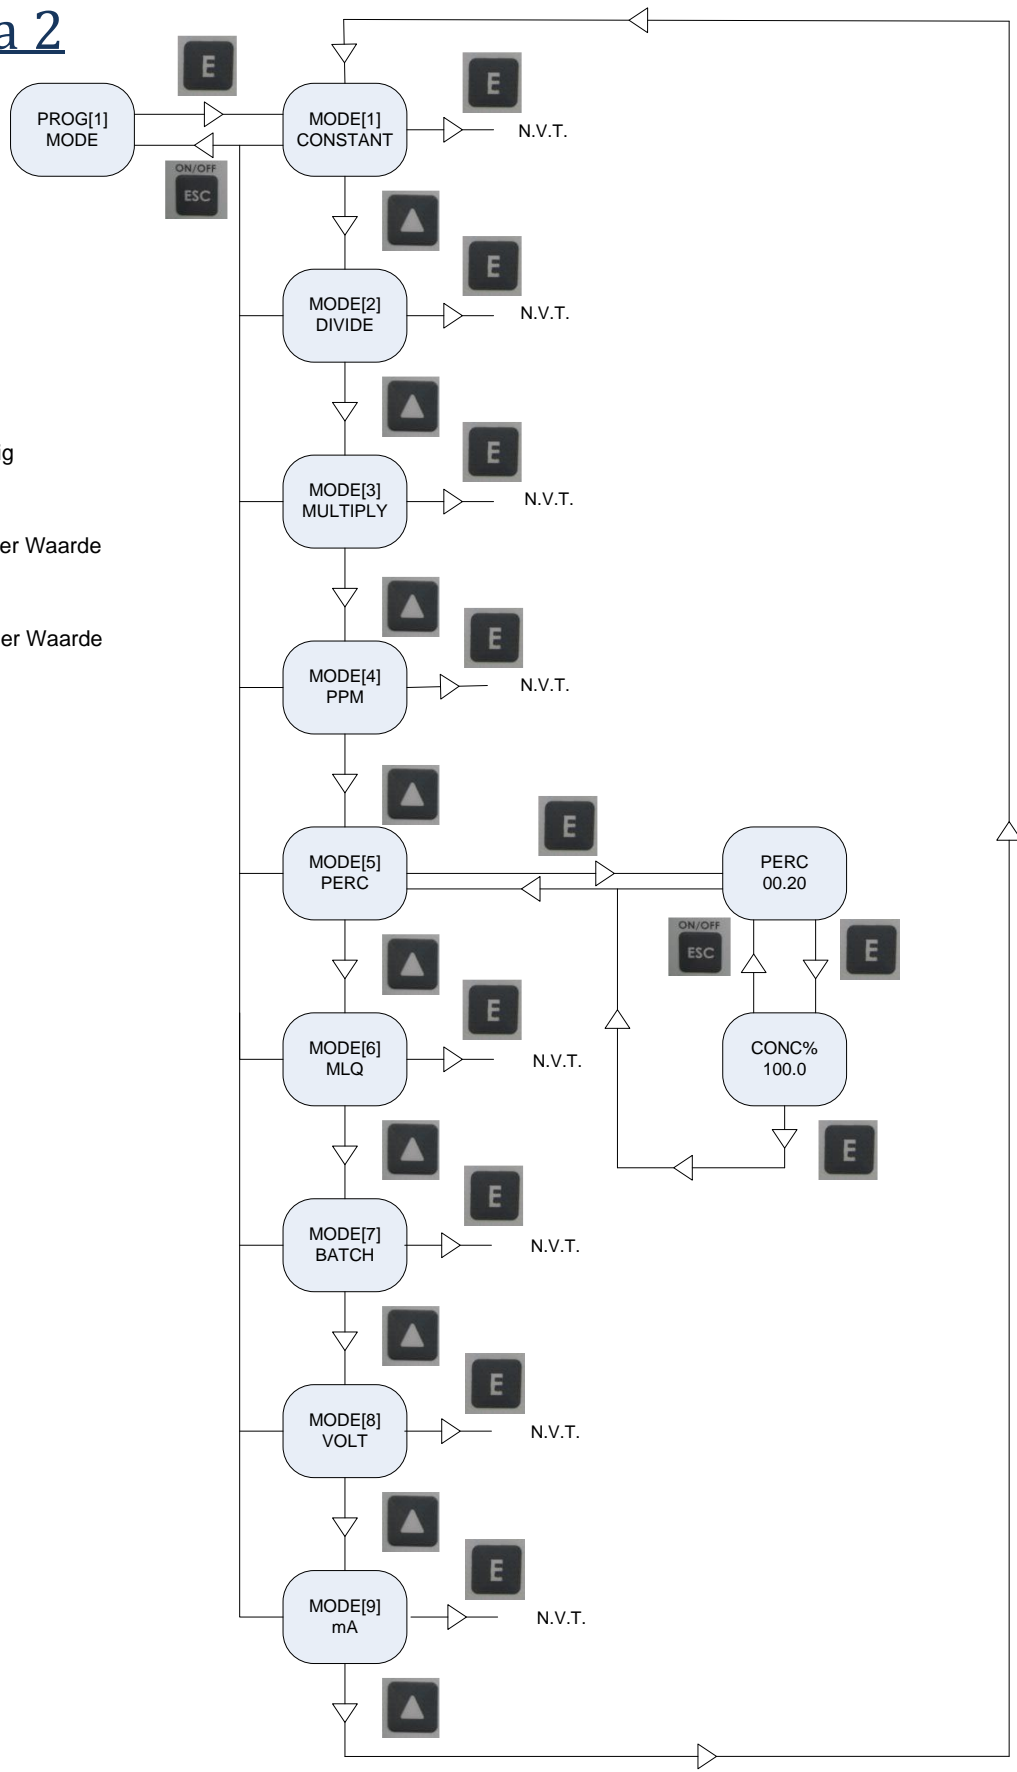 a 2
E
E
PROG[1]
MODE
MODE[1]
CONSTANT
N.V.T.
ON/OFF
ESC
E
MODE[2]
DIVIDE
N.V.T.
E
ig
MODE[3]
MULTIPLY
N.V.T.
er Waarde
E
er Waarde
MODE[4]
PPM
N.V.T.
E
MODE[5]
PERC
PERC
00.20
ON/OFF
ESC
E
E
MODE[6]
MLQ
N.V.T.
CONC%
100.0
E
E
MODE[7]
BATCH
N.V.T.
E
MODE[8]
VOLT
N.V.T.
E
MODE[9]
mA
N.V.T.